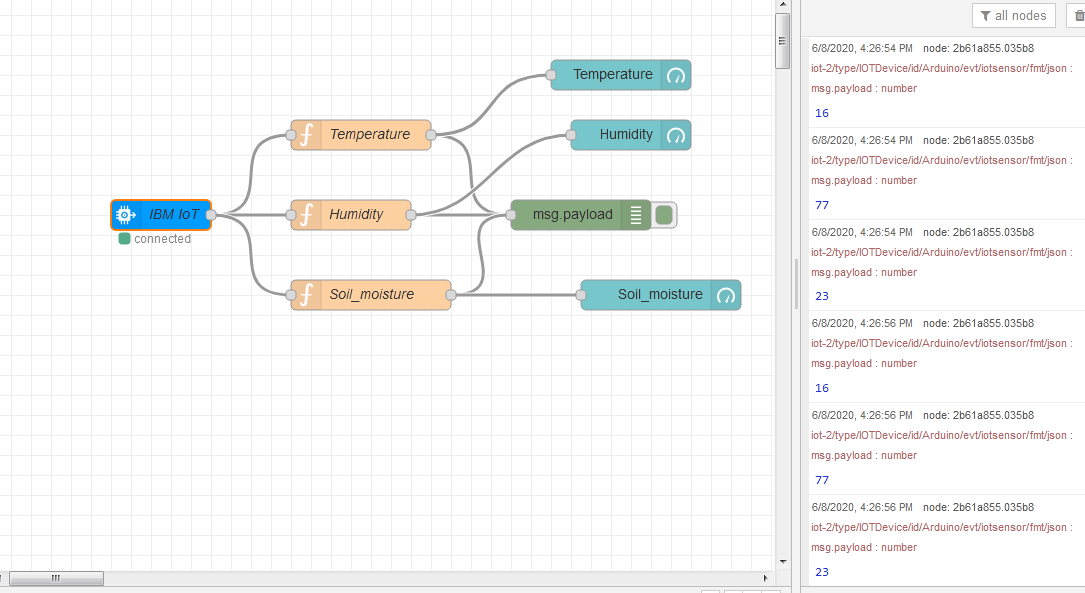 all nodes
Temperature
Humidity
Temperature
IBM IoT
connected
Humidity
msg.payload
Soil_moisture
Soil_moisture
6/8/2020, 4:26:54 PM node: 2b61a855.035b8
iot-2/type/IOTDevice/id/Arduino/evt/iotsensor/fmt/json :
msg.payload : number
16
6/8/2020, 4:26:54 PM node: 2b61a855.035b8
iot-2/type/IOTDevice/id/Arduino/evt/iotsensor/fmt/json :
msg.payload : number
77
6/8/2020, 4:26:54 PM node: 2b61a855.035b8
iot-2/type/IOTDevice/id/Arduino/evt/iotsensor/fmt/json :
msg.payload : number
23
6/8/2020, 4:26:56 PM node: 2b61a855.035b8
iot-2/type/IOTDevice/id/Arduino/evt/iotsensor/fmt/json :
msg.payload : number
16
6/8/2020, 4:26:56 PM node: 2b61a855.035b8
iot-2/type/IOTDevice/id/Arduino/evt/iotsensor/fmt/json :
msg.payload : number
77
6/8/2020, 4:26:56 PM node: 2b61a855.035b8
iot-2/type/IOTDevice/id/Arduino/evt/iotsensor/fmt/json :
msg.payload : number
23